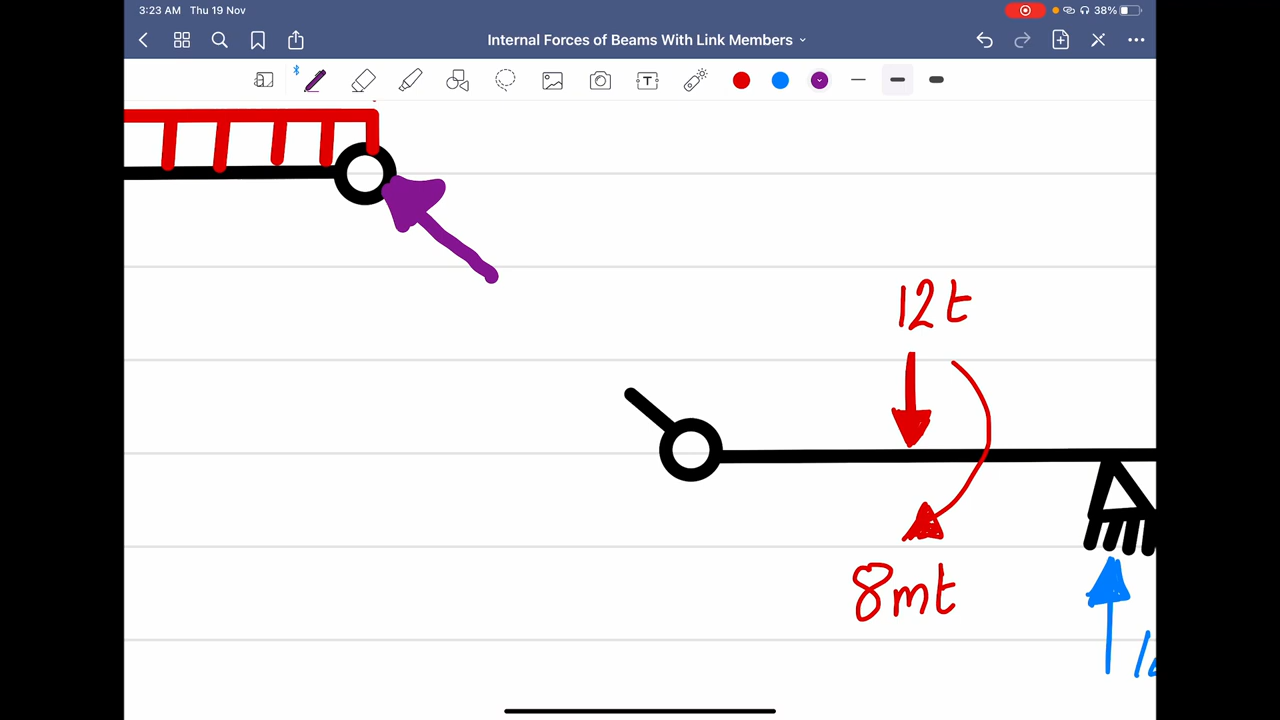 3:23 AM Thu 19 Nov
38%
Internal Forces of Beams With Link Members
T
12t
8mt